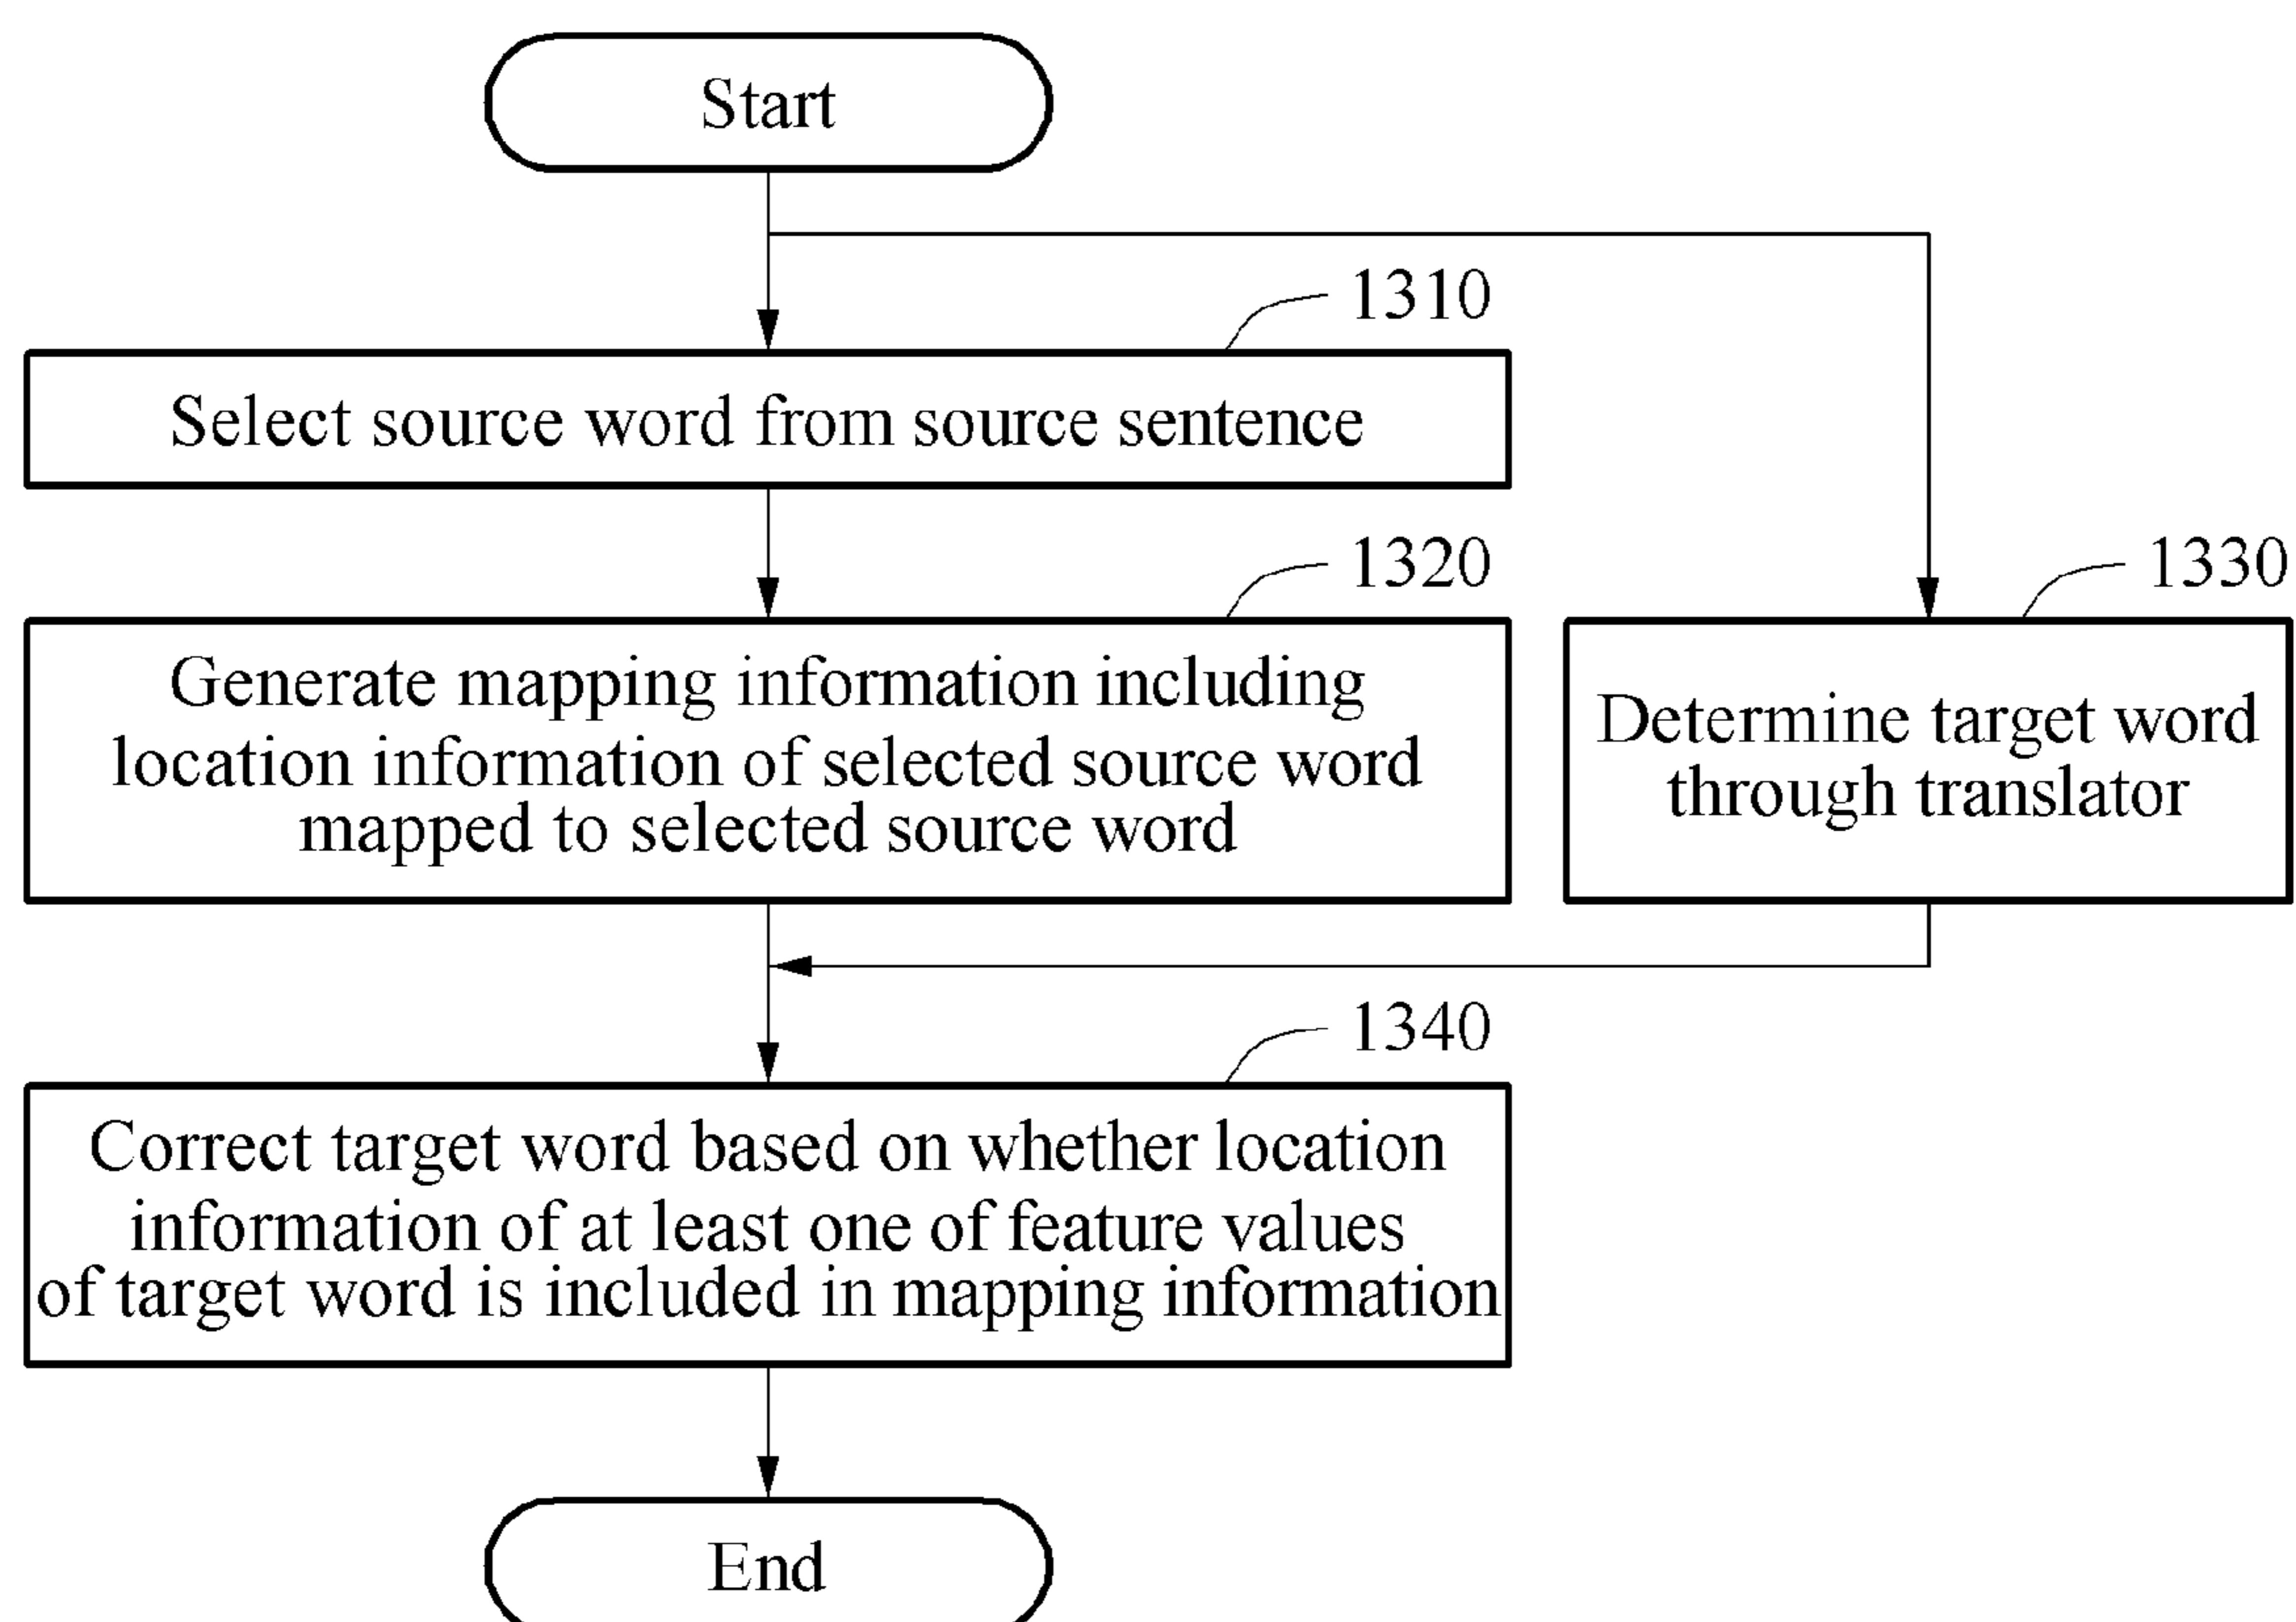 Start
1310
Select source word from source sentence
1320
Generate mapping information including
location information of selected source word
mapped to selected source word
1330
Determine target word
through translator
1340
Correct target word based on whether location
information of at least one of feature values
of target word is included in mapping information
End